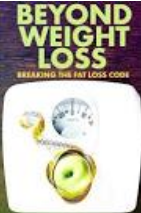 BEYOND
WEIGHT
LOSS
BREAKING THE FAT LOSS CODE